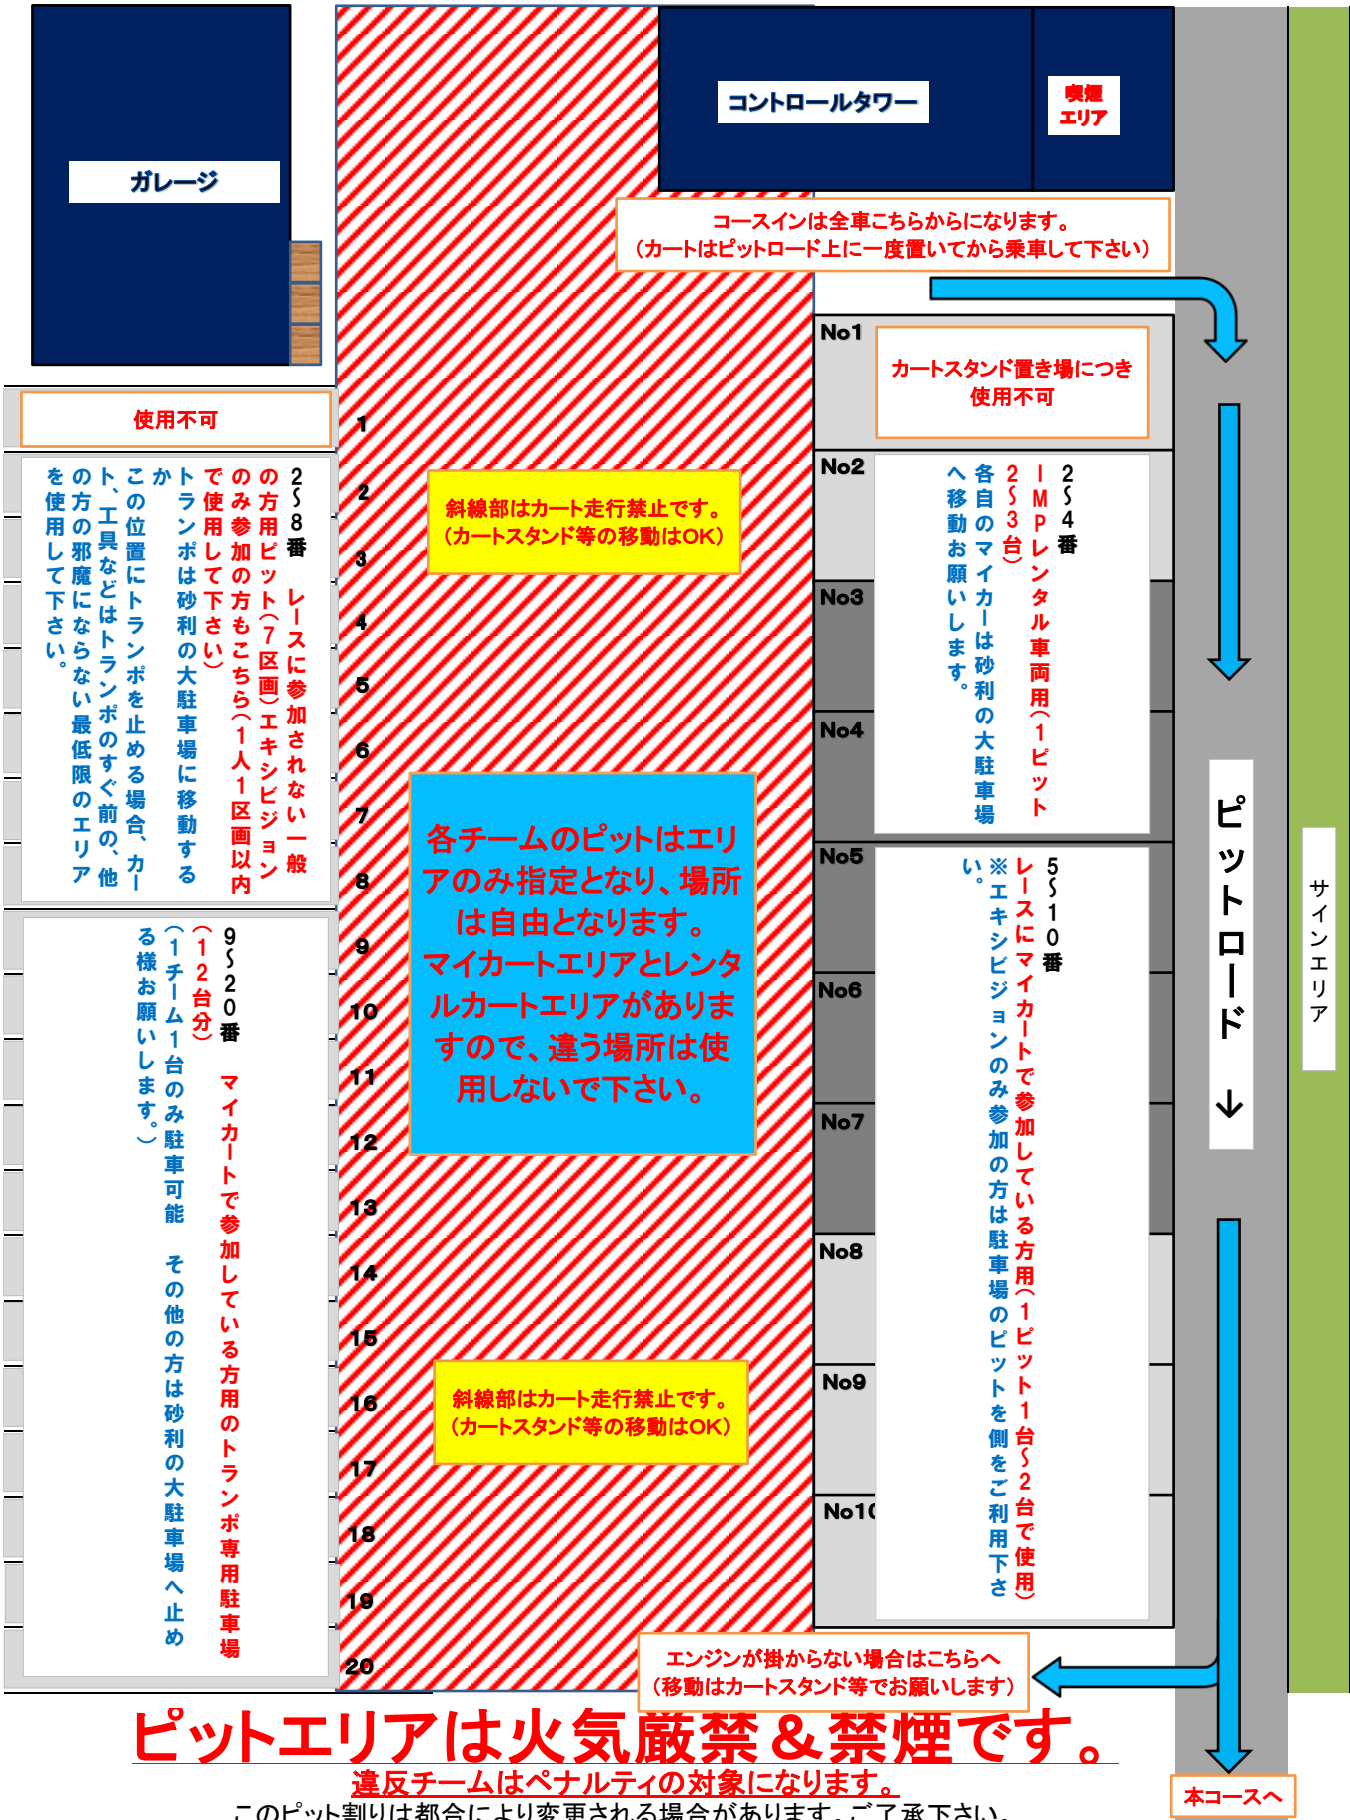 コントロールタワー
喫煙
エリア
ガレージ
コースインは全車こちらからになります。
(カートはピットロード上に一度置いてから乗車して下さい)
No1
カートスタンド置き場につき
使用不可
使用不可
1
2
3
4
5
6
7
8
9
10
11
12
13
14
15
16
17
18
19
20
2～8番　レースに参加されない一般
の方用ピット(7区画)エキシビジョン
のみ参加の方もこちら(1人1区画以内
で使用して下さい)
トランポは砂利の大駐車場に移動する
か
この位置にトランポを止める場合、カー
ト、工具などはトランポのすぐ前の、他
の方の邪魔にならない最低限のエリア
を使用して下さい。
斜線部はカート走行禁止です。
(カートスタンド等の移動はOK)
No2
No3
No4
2～4番
IMPレンタル車両用(1ピット
2～3台)
各自のマイカーは砂利の大駐車場
へ移動お願いします。
各チームのピットはエリ
アのみ指定となり、場所
は自由となります。
マイカートエリアとレンタ
ルカートエリアがありま
すので、違う場所は使
用しないで下さい。
ピットロード ↓
サインエリア
No5
No6
No7
No8
No9
No10
5～10番
レースにマイカートで参加している方用(1ピット1台～2台で使用)
※エキシビジョンのみ参加の方は駐車場のピットを側をご利用下さ
い。
9～20番　マイカートで参加している方用のトランポ専用駐車場
(12台分)
(1チーム1台のみ駐車可能　その他の方は砂利の大駐車場へ止め
る様お願いします。)
斜線部はカート走行禁止です。
(カートスタンド等の移動はOK)
エンジンが掛からない場合はこちらへ
(移動はカートスタンド等でお願いします)
ピットエリアは火気厳禁＆禁煙です。
違反チームはペナルティの対象になります。
本コースへ
このピット割りは都合により変更される場合があります。ご了承下さい。